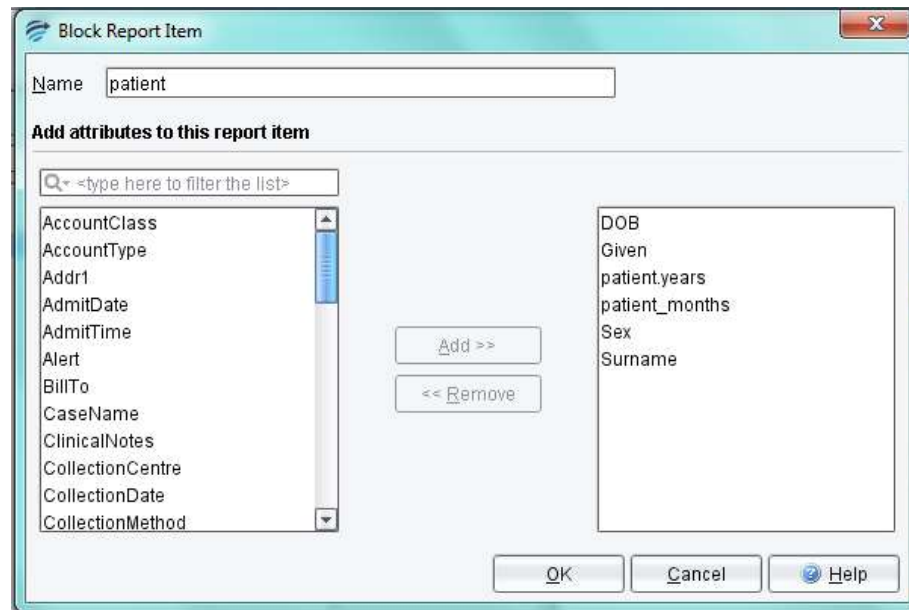 Block Report Item
Name patient
Add attributes to this report item
<type here to filter the list>
AccountClass
AccountType
Addr1
AdmitDate
AdmitTime
Alert
BillTo
CaseName
ClinicalNotes
CollectionCentre
CollectionDate
CollectionMethod
Add >>
<< Remove
DOB
Given
patient.years
patient_months
Sex
Surname
OK Cancel Help